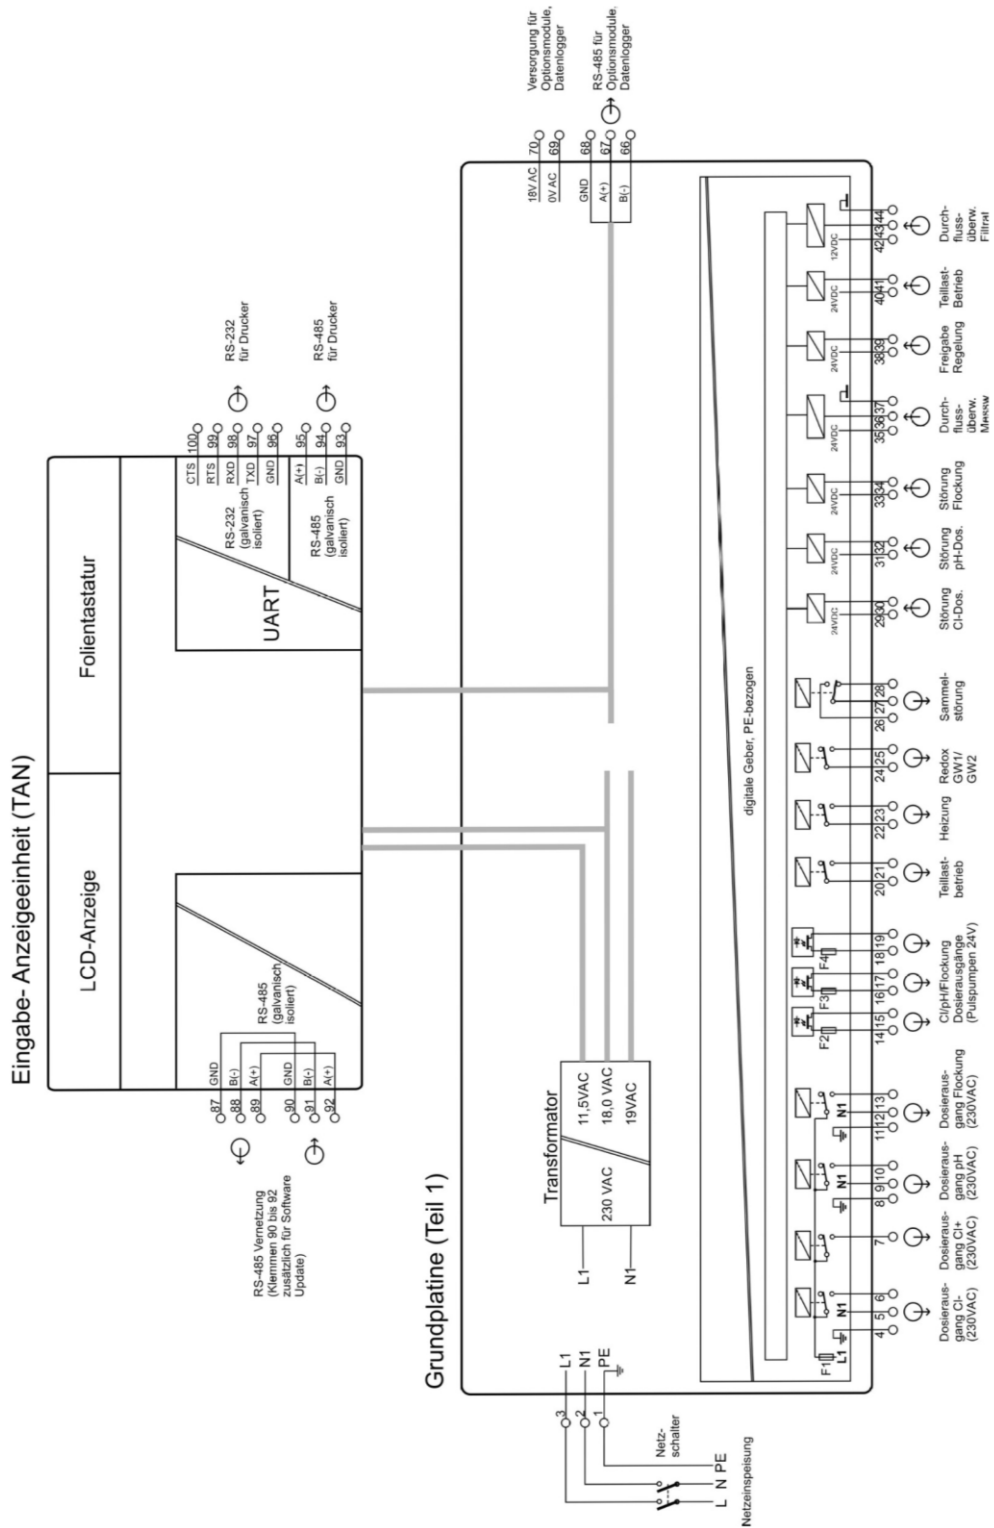 Eingabe- Anzeigeeinheit (TAN)
LCD-Anzeige
Folientastatur
RS-485
(galvanisch
isoliert)
87
GND
88
B(-)
89
A(+)
90
GND
91
B(-)
92
A(+)
RS-485 Vernetzung
(Klemmen 90 bis 92
zusätzlich für Software
Update)
UART
RS-232
(galvanisch
isoliert)
RS-485
(galvanisch
isoliert)
CTS
100
RTS
99
RXD
98
TXD
97
GND
96
A(+)
95
B(-)
94
GND
93
RS-232
für Drucker
RS-485
für Drucker
Grundplatine (Teil 1)
Transformator
230 VAC
11,5VAC
18,0 VAC
19VAC
L1
N1
3
L1
2
N1
1
PE
Netz-
schalter
L N PE
Netzeinspeisung
18V AC
70
0V AC
69
GND
68
A(+)
67
B(-)
66
Versorgung für
Optionsmodule,
Datenlogger
RS-485 für
Optionsmodule,
Datenlogger
digitale Geber, PE-bezogen
F1
L1
N1
4
5
6
Dosieraus-
gang Cl-
(230VAC)
7
Dosieraus-
gang Cl+
(230VAC)
N1
8
9
10
Dosieraus-
gang pH
(230VAC)
N1
11
12
13
Dosieraus-
gang Flockung
(230VAC)
F2
14
15
F3
16
17
F4
18
19
Cl/pH/Flockung
Dosierausgänge
(Pulspumpen 24V)
20
21
Teillast-
betrieb
22
23
Heizung
24
25
Redox
GW1/
GW2
26
27
28
Sammel-
störung
24VDC
29
30
Störung
Cl-Dos.
24VDC
31
32
Störung
pH-Dos.
24VDC
33
34
Störung
Flockung
24VDC
35
36
37
Durch-
fluss-
überw.
24VDC
38
39
Freigabe
Regelung
24VDC
40
41
Teillast-
Betrieb
12VDC
42
43
44
Durch-
fluss-
überw.
Filtrat